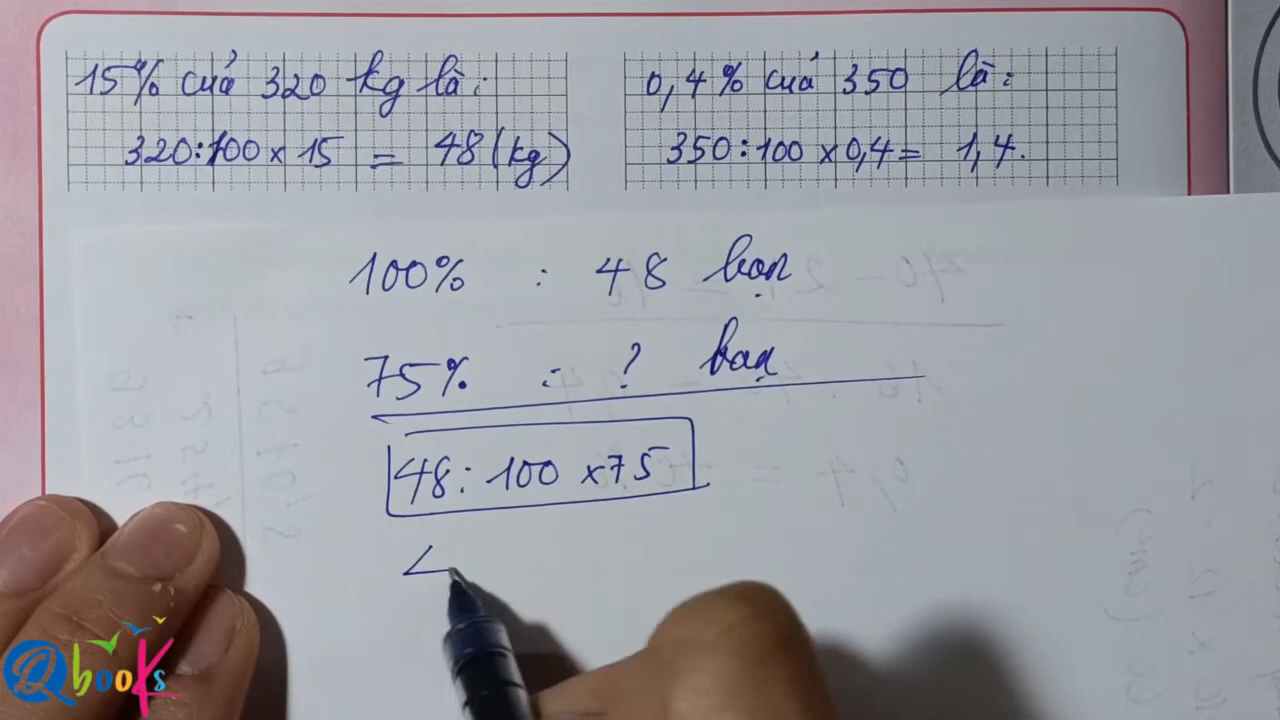 15% của 320 kg là:
320:100 x 15 = 48 (kg)
0,4% của 350 là:
350:100 x 0,4 = 1,4.
100% : 48 bạn
75% : ? bạn
48: 100 x 75
Qbooks